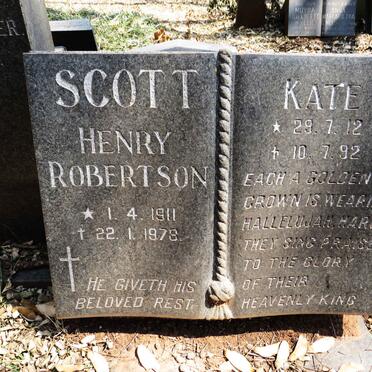 SCOTT
HENRY
ROBERTSON
★ 1. 4. 1911
† 22. 1. 1978.
HE GIVETH HIS
BELOVED REST
KATE
★ 29. 7. 12
† 10. 7. 92
EACH A GOLDEN
CROWN IS WEARI
HALLELUJAH, HAR
THEY SING PRAISE
TO THE GLORY
OF THEIR
HEAVENLY KING